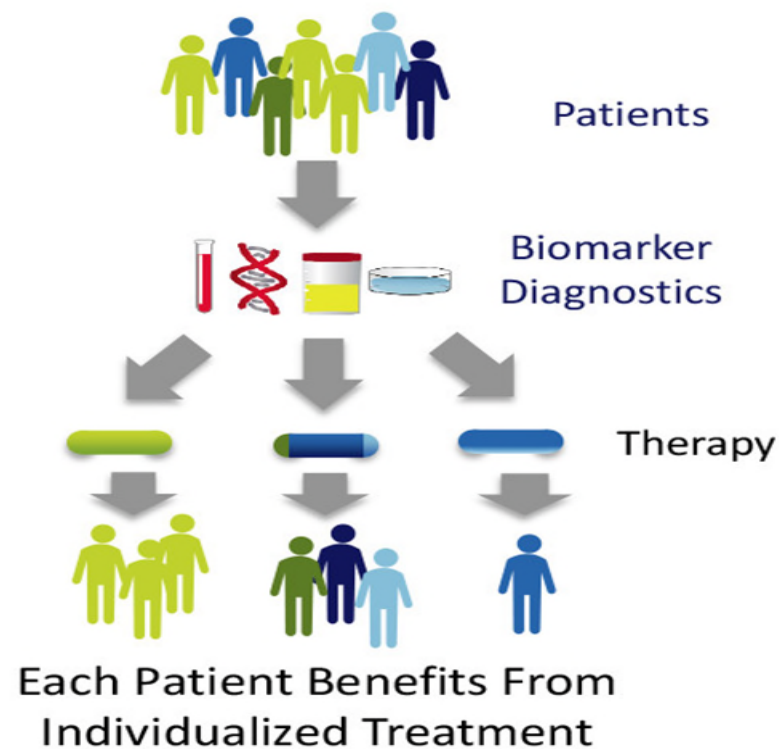 Patients
Biomarker
Diagnostics
Therapy
Each Patient Benefits From
Individualized Treatment